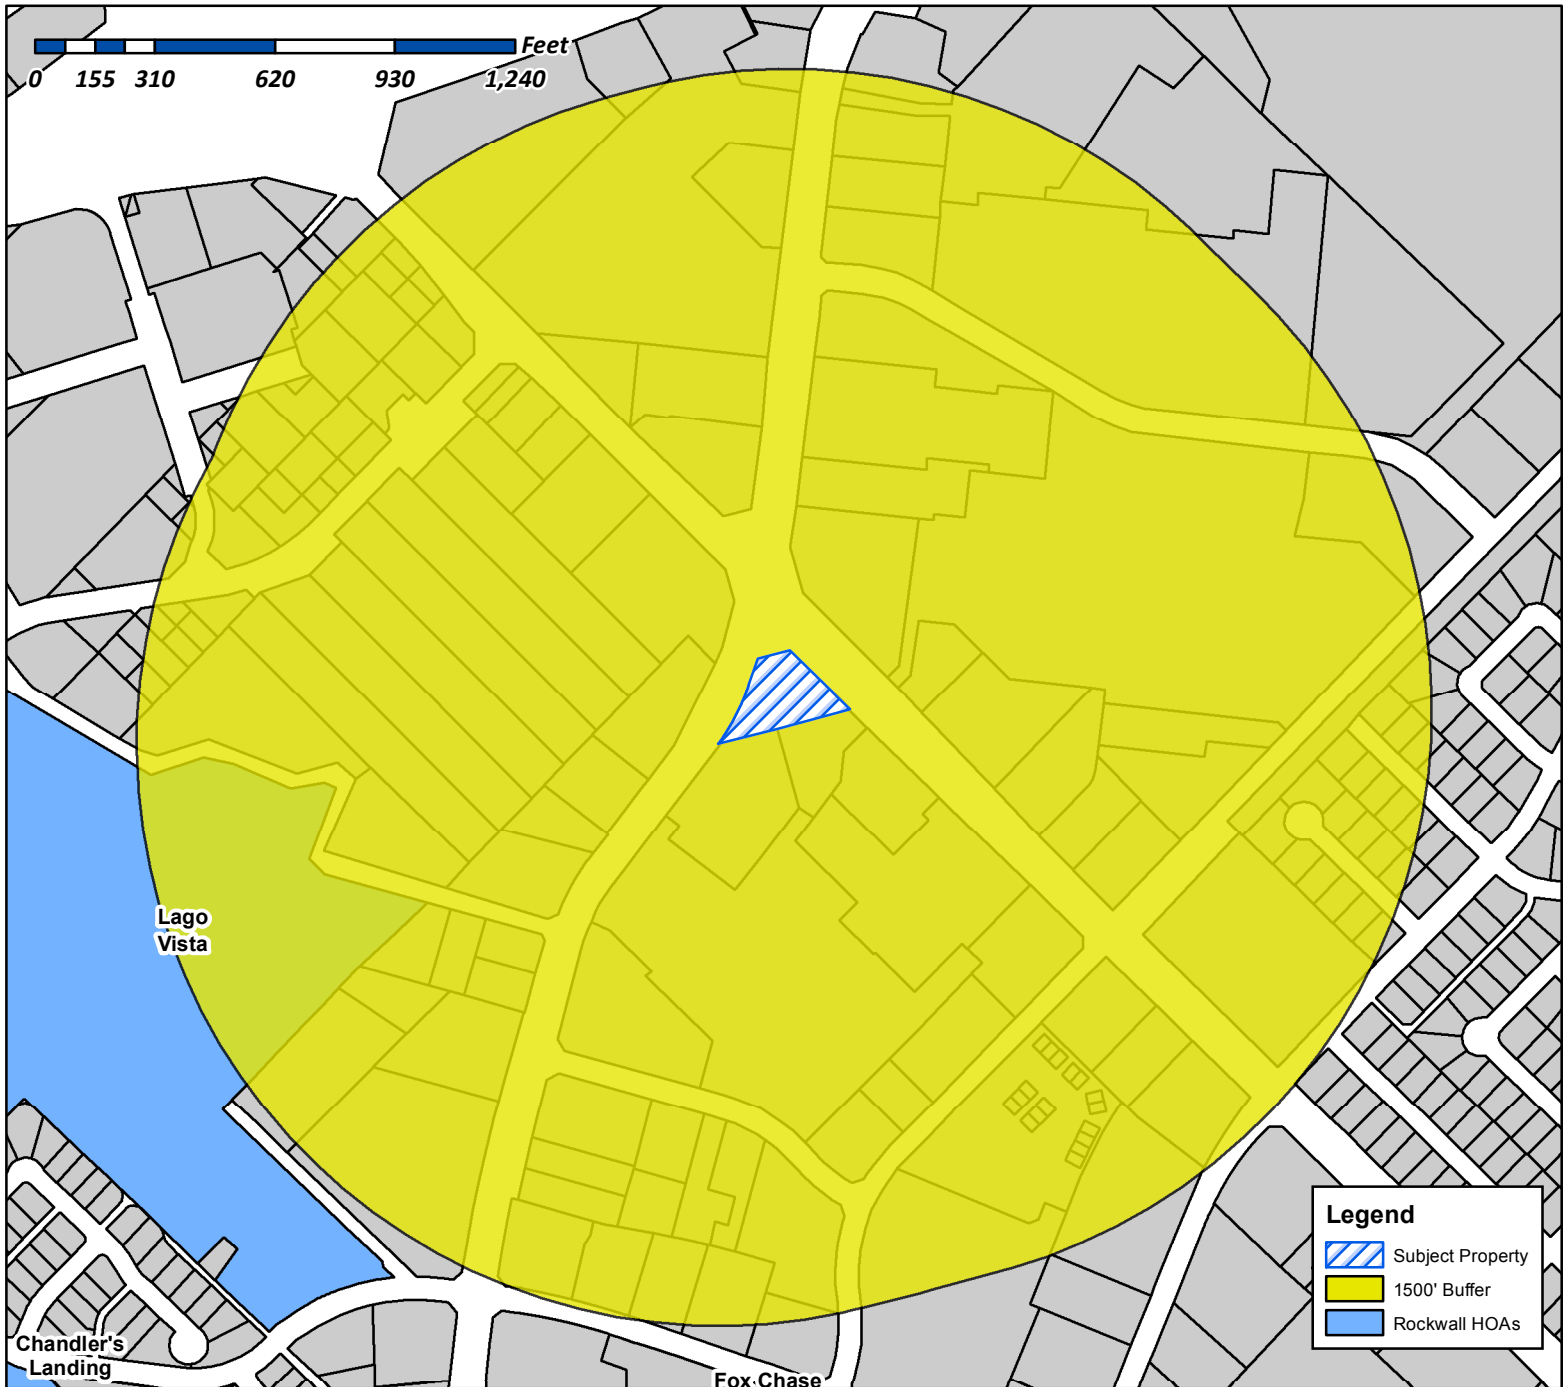 Feet
0 155 310 620 930 1,240
Lago
Vista
Legend
Subject Property
1500' Buffer
Rockwall HOAs
Chandler's
Landing
Fox Chase